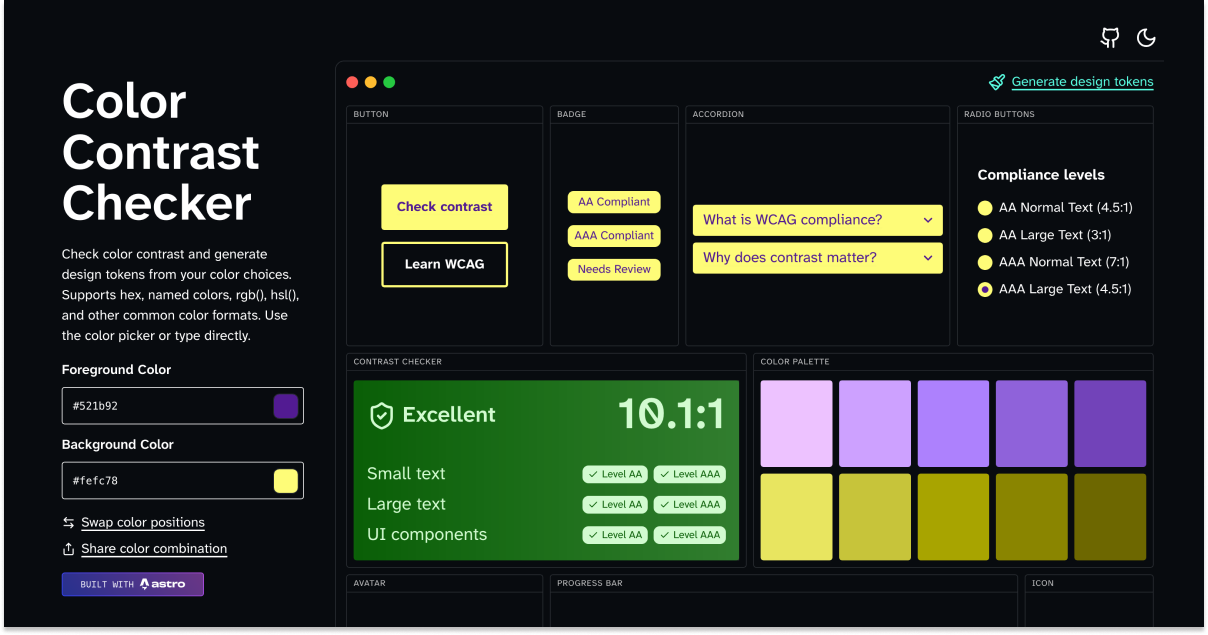 Color
Contrast
Checker
Check color contrast and generate
design tokens from your color choices.
Supports hex, named colors, rgb(), hsl(),
and other common color formats. Use
the color picker or type directly.
Foreground Color
#521b92
Background Color
#fefc78
Swap color positions
Share color combination
BUILT WITH astro
Generate design tokens
BUTTON
Check contrast
Learn WCAG
BADGE
AA Compliant
AAA Compliant
Needs Review
ACCORDION
What is WCAG compliance?
Why does contrast matter?
RADIO BUTTONS
Compliance levels
AA Normal Text (4.5:1)
AA Large Text (3:1)
AAA Normal Text (7:1)
AAA Large Text (4.5:1)
CONTRAST CHECKER
Excellent 10.1:1
Small text Level AA Level AAA
Large text Level AA Level AAA
UI components Level AA Level AAA
COLOR PALETTE
AVATAR
PROGRESS BAR
ICON